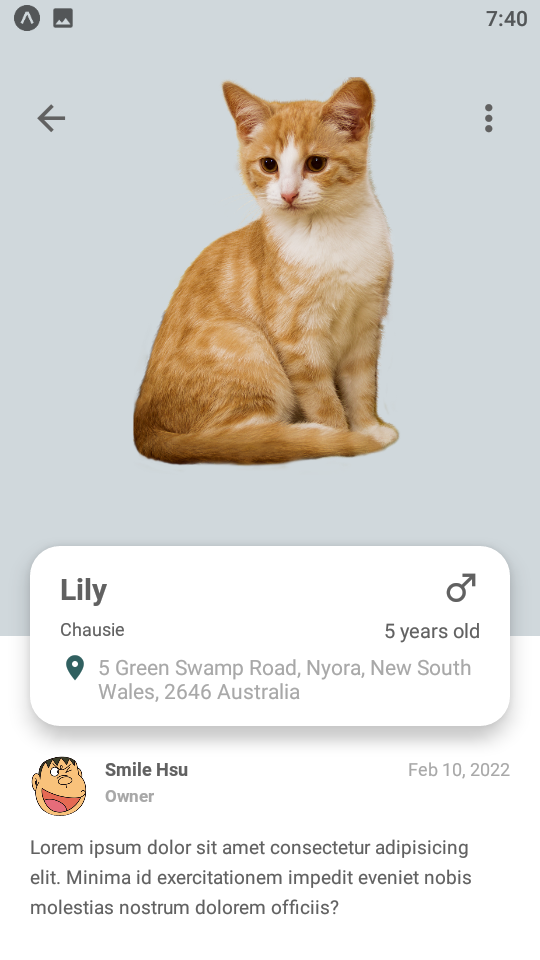 7:40
Lily
Chausie
5 years old
5 Green Swamp Road, Nyora, New South
Wales, 2646 Australia
Smile Hsu
Feb 10, 2022
Owner
Lorem ipsum dolor sit amet consectetur adipisicing
elit. Minima id exercitationem impedit eveniet nobis
molestias nostrum dolorem officiis?